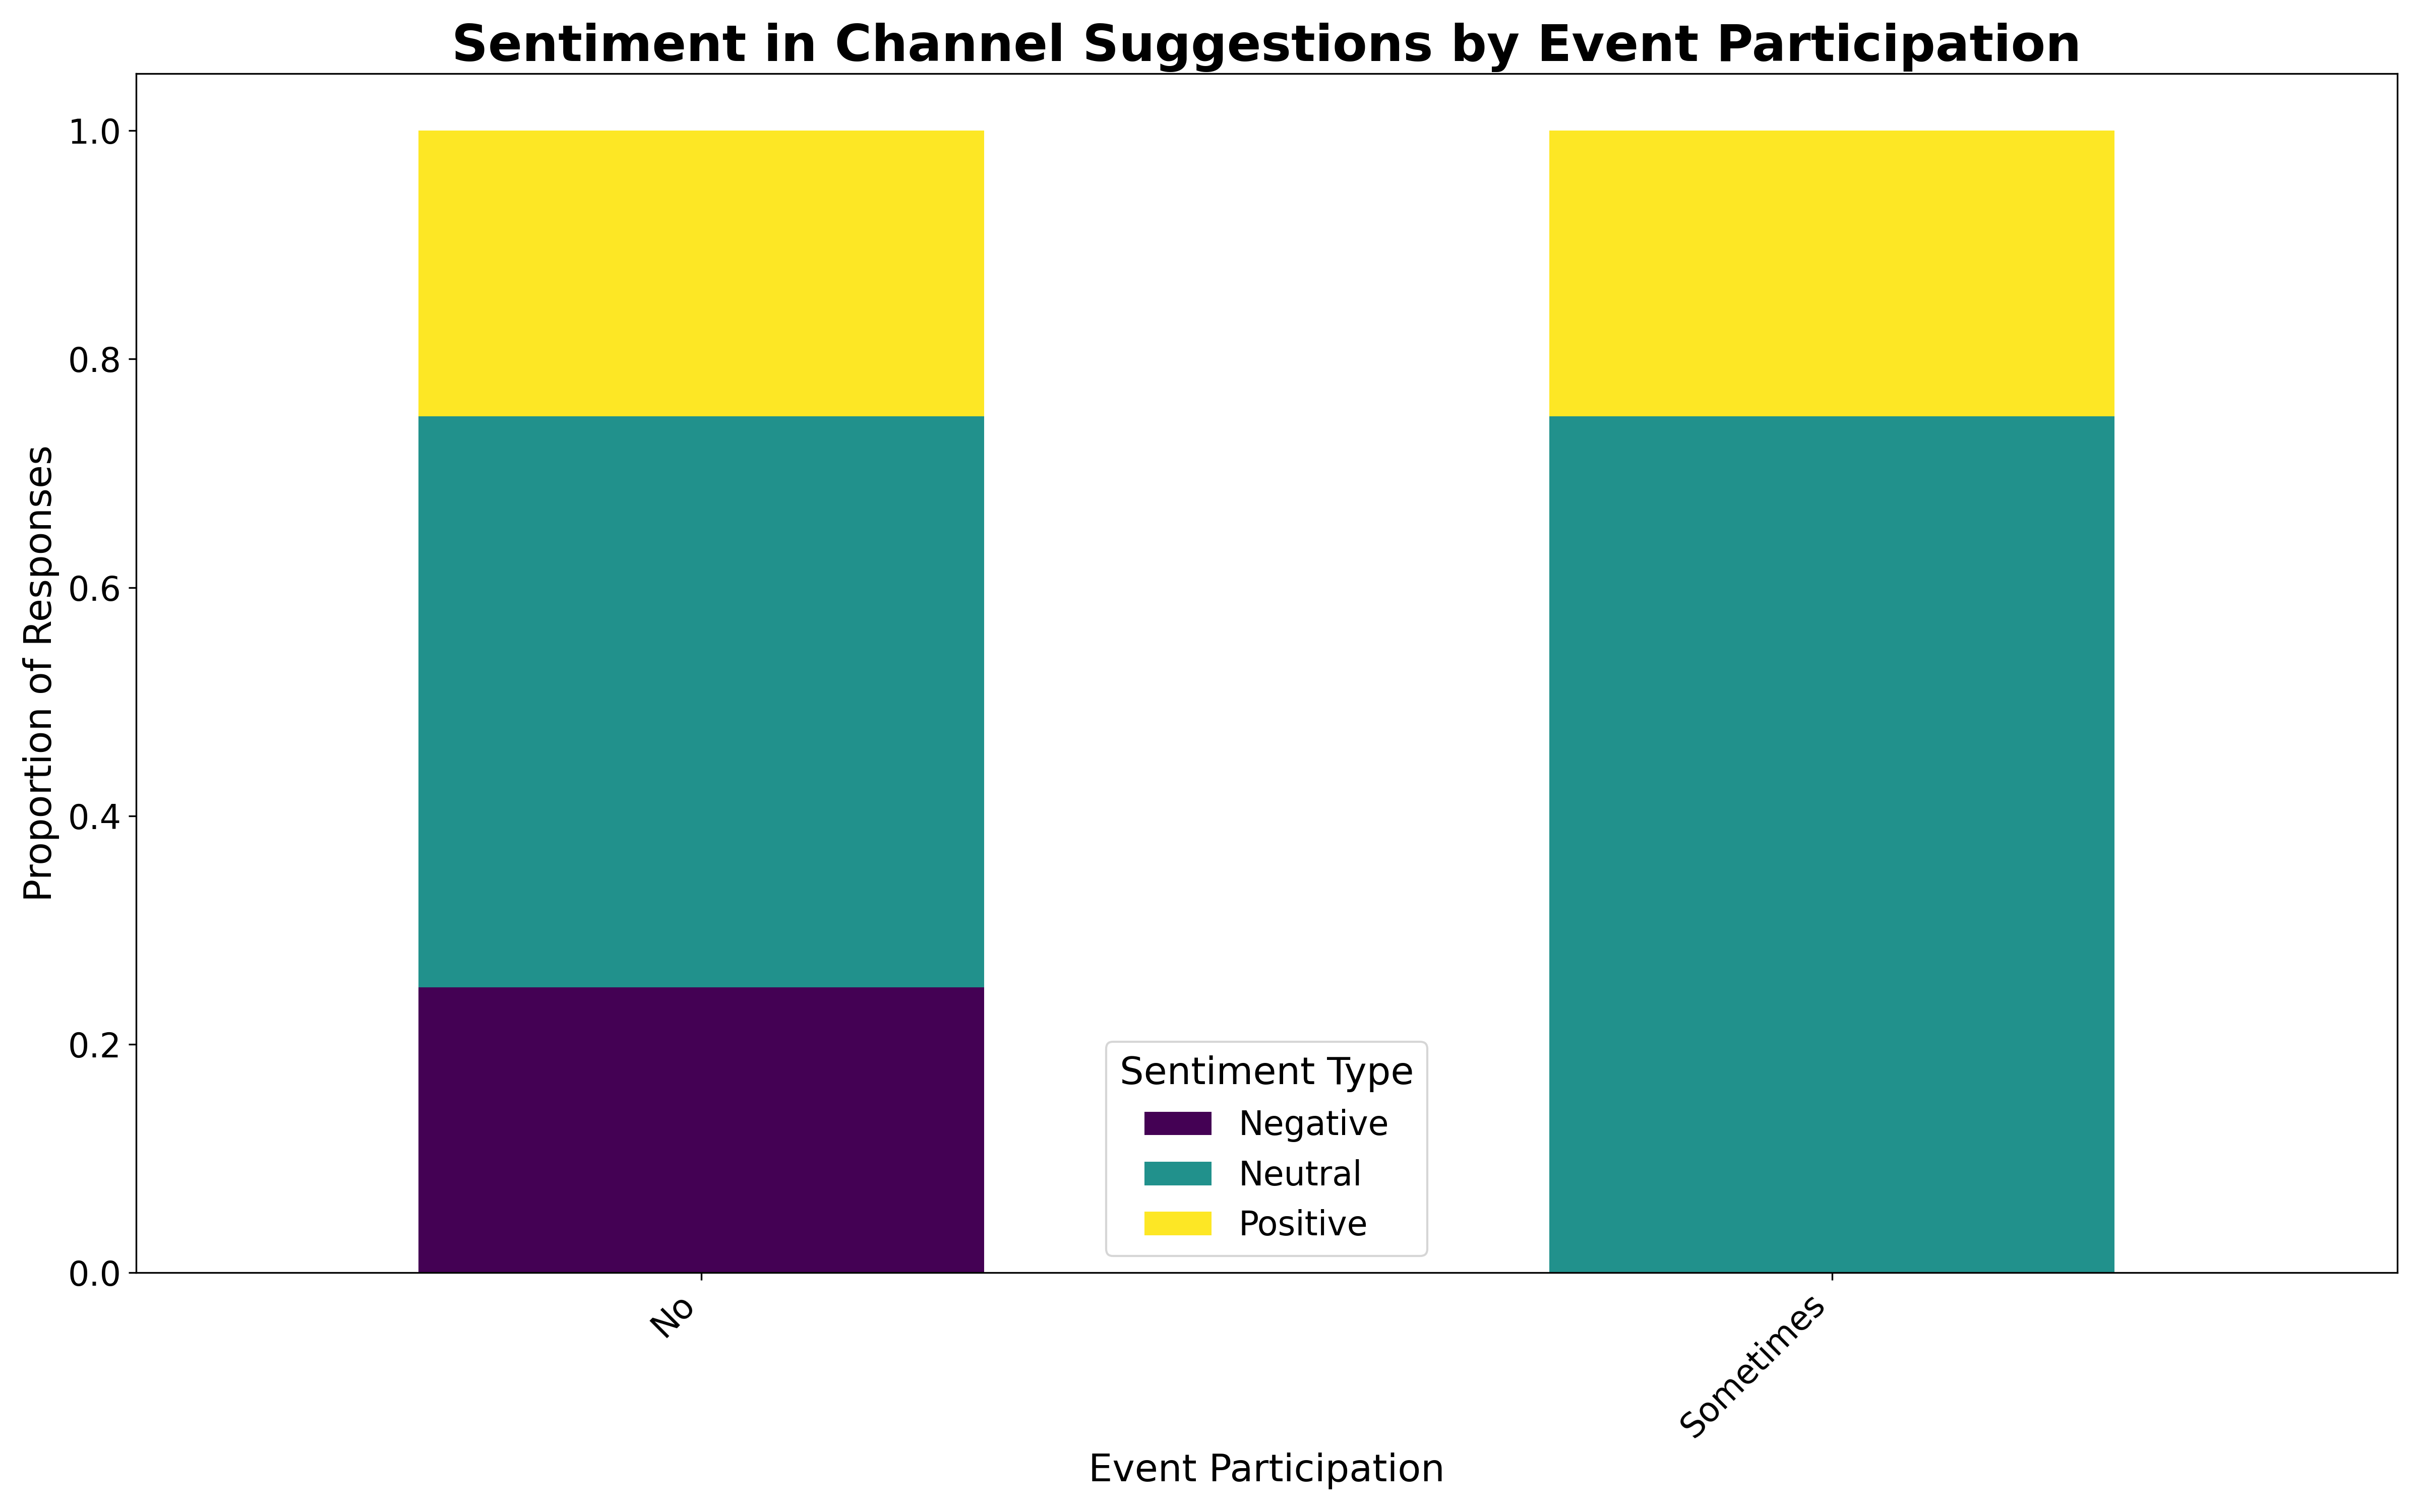 Sentiment in Channel Suggestions by Event Participation
Proportion of Responses
1.0
0.8
0.6
0.4
0.2
0.0
Sentiment Type
Negative
Neutral
Positive
No
Sometimes
Event Participation